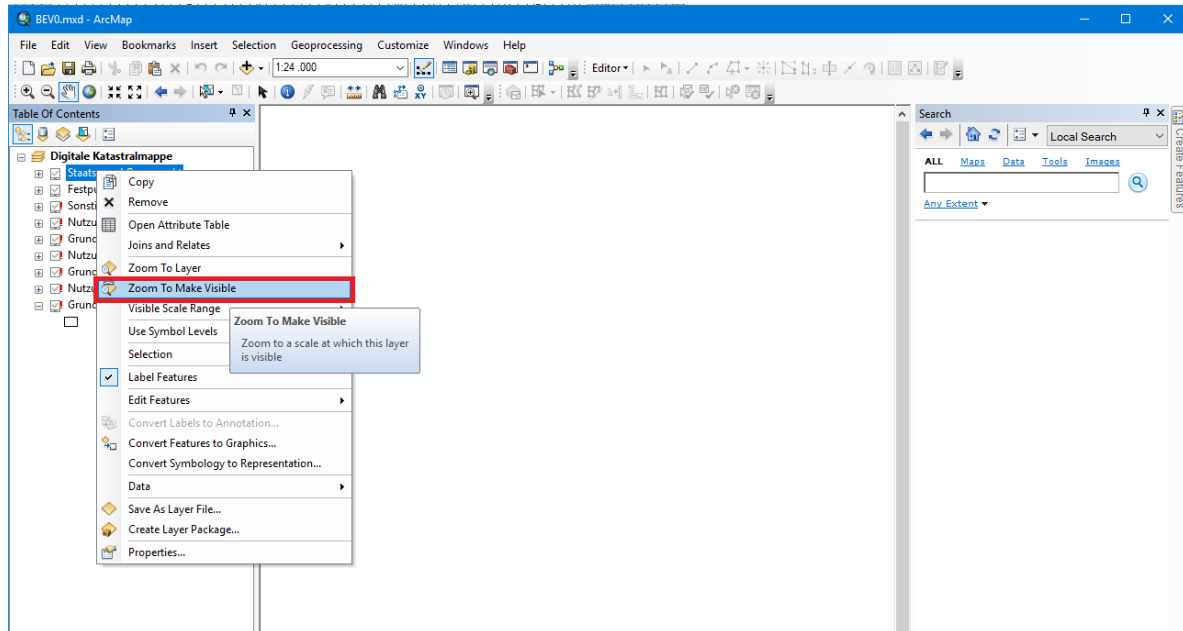 BEV0.mxd - ArcMap
File Edit View Bookmarks Insert Selection Geoprocessing Customize Windows Help
1:24 .000
Editor
Table Of Contents
Digitale Katastralmappe
Staats
Festpu
Sonsti
Nutzu
Grund
Nutzu
Grund
Nutzu
Grund
Copy
Remove
Open Attribute Table
Joins and Relates
Zoom To Layer
Zoom To Make Visible
Visible Scale Range
Use Symbol Levels
Selection
Label Features
Edit Features
Convert Labels to Annotation...
Convert Features to Graphics...
Convert Symbology to Representation...
Data
Save As Layer File...
Create Layer Package...
Properties...
Zoom To Make Visible
Zoom to a scale at which this layer
is visible
Search
Local Search
ALL Maps Data Tools Images
Any Extent
Create Features